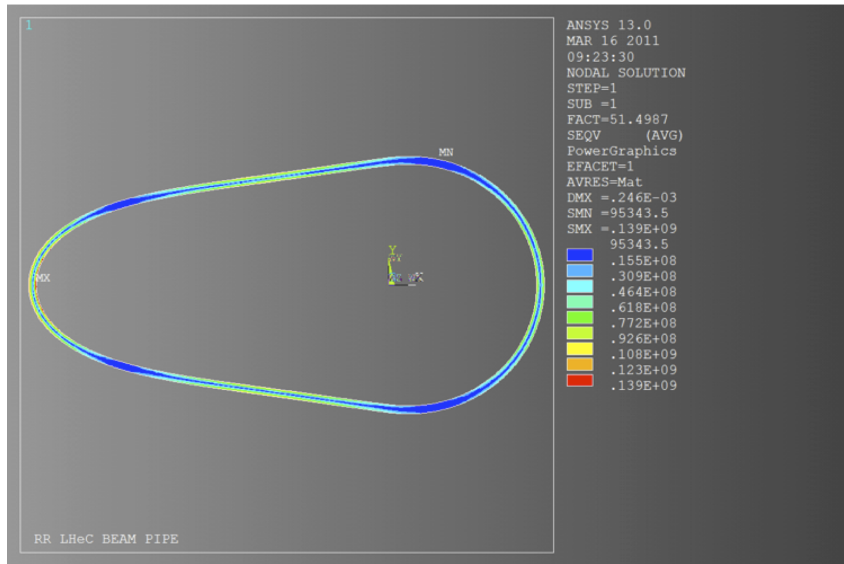 1
ANSYS 13.0
MAR 16 2011
09:23:30
NODAL SOLUTION
STEP=1
SUB =1
FACT=51.4987
SEQV (AVG)
PowerGraphics
EFACET=1
AVRES=Mat
DMX =.246E-03
SMN =95343.5
SMX =.139E+09
95343.5
.155E+08
.309E+08
.464E+08
.618E+08
.772E+08
.926E+08
.108E+09
.123E+09
.139E+09
MN
Y
MX
RR LHeC BEAM PIPE